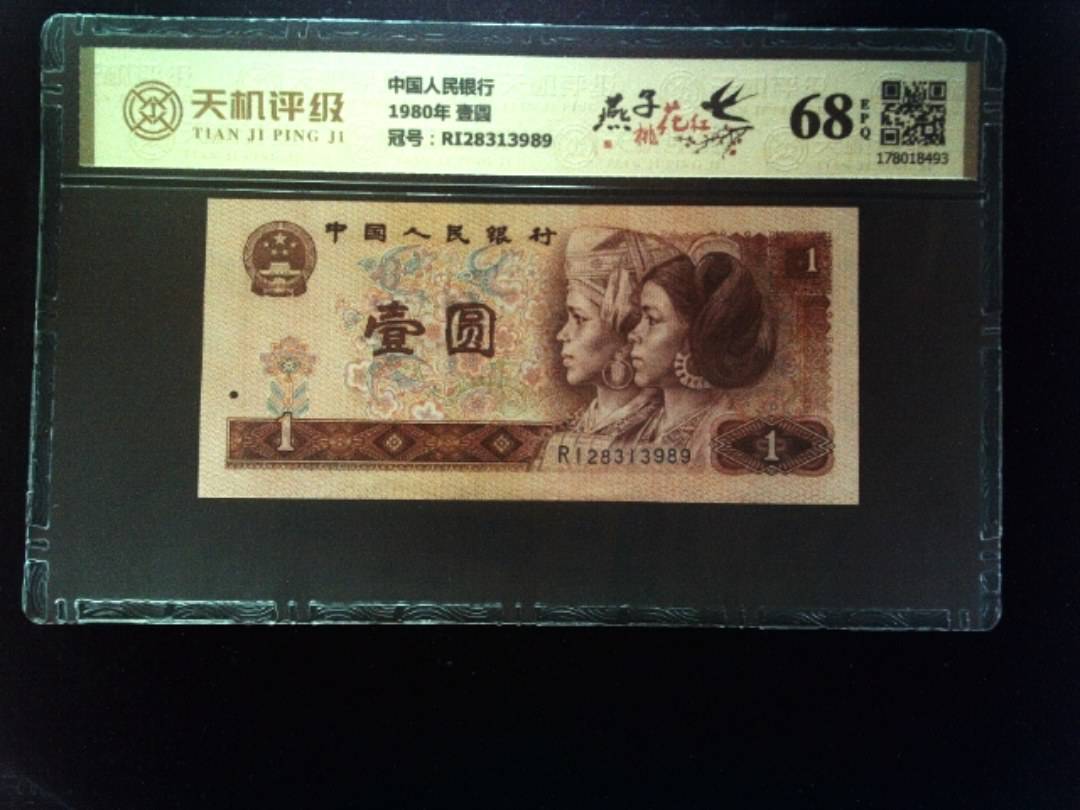 天机评级
TIAN JI PING JI
中国人民银行
1980年 壹圆
冠号：RI28313989
燕子
桃花红
68
EPQ
178018493
中国人民银行
壹圆
1
1
RI28313989
1